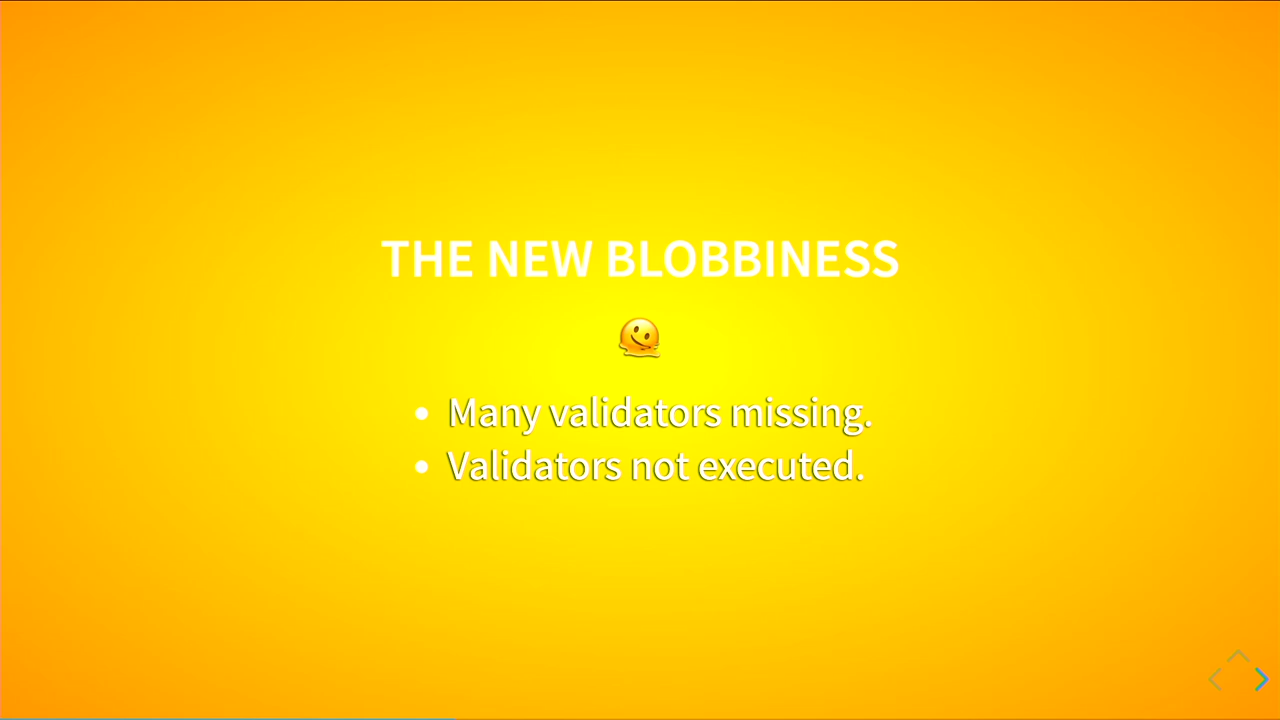 THE NEW BLOBBINESS
🫠
• Many validators missing.
• Validators not executed.